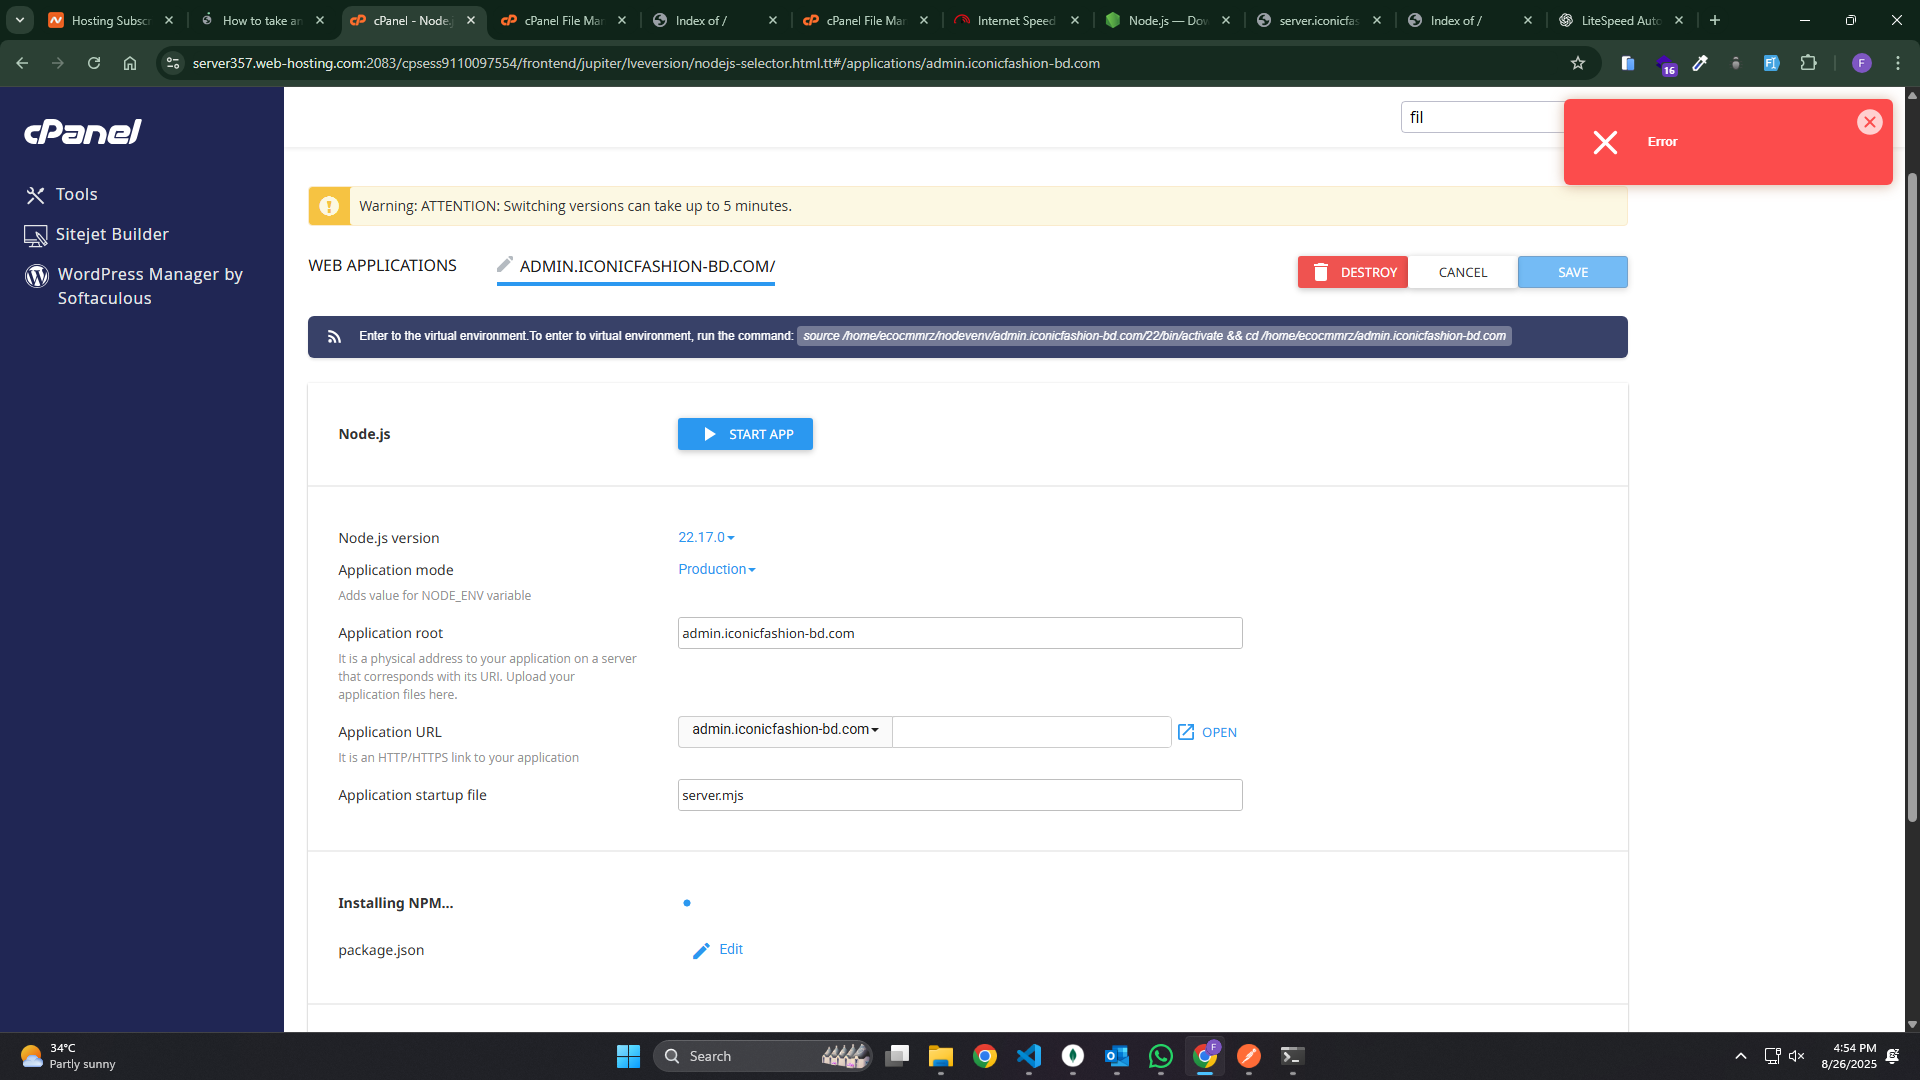 Hosting Subscr
How to take an
cPanel - Node.j
cPanel File Man
Index of /
cPanel File Man
Internet Speed
Node.js — Dow
server.iconicfas
Index of /
LiteSpeed Auto
server357.web-hosting.com:2083/cpsess9110097554/frontend/jupiter/lveversion/nodejs-selector.html.tt#/applications/admin.iconicfashion-bd.com
16
F
cPanel
fil
Error
Tools
Sitejet Builder
WordPress Manager by
Softaculous
Warning: ATTENTION: Switching versions can take up to 5 minutes.
WEB APPLICATIONS
ADMIN.ICONICFASHION-BD.COM/
DESTROY
CANCEL
SAVE
Enter to the virtual environment.To enter to virtual environment, run the command: source /home/ecocmmrz/nodevenv/admin.iconicfashion-bd.com/22/bin/activate && cd /home/ecocmmrz/admin.iconicfashion-bd.com
Node.js
START APP
Node.js version
22.17.0
Application mode
Production
Adds value for NODE_ENV variable
Application root
admin.iconicfashion-bd.com
It is a physical address to your application on a server
that corresponds with its URI. Upload your
application files here.
Application URL
admin.iconicfashion-bd.com
OPEN
It is an HTTP/HTTPS link to your application
Application startup file
server.mjs
Installing NPM...
package.json
Edit
34°C
Partly sunny
Search
F
4:54 PM
8/26/2025